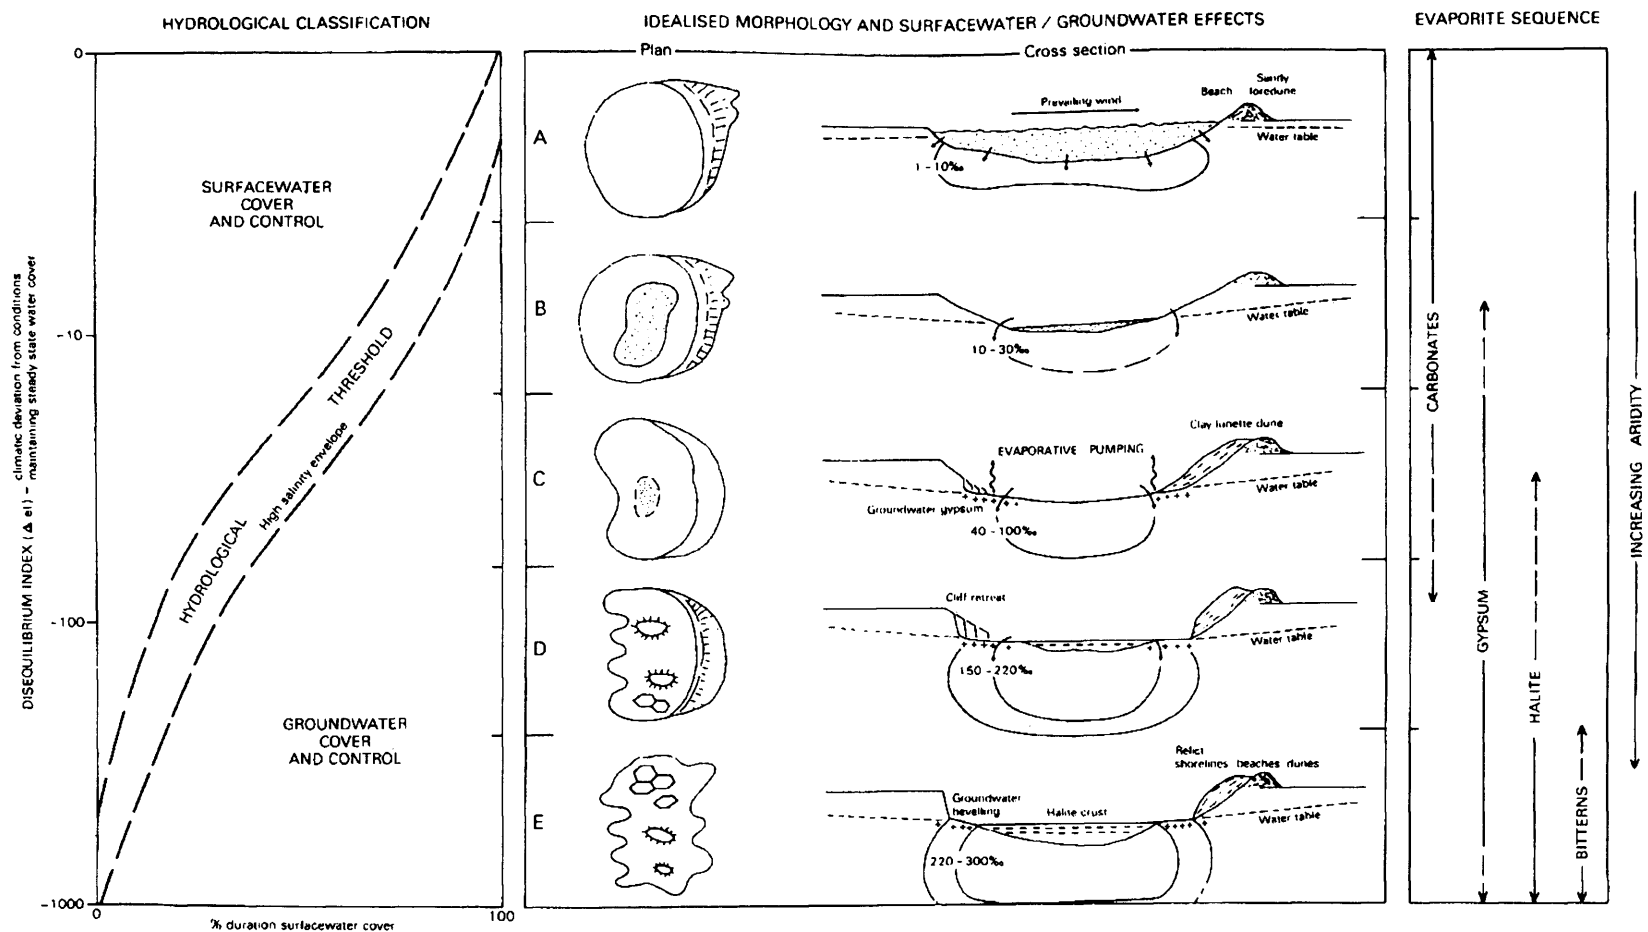 HYDROLOGICAL CLASSIFICATION
IDEALISED MORPHOLOGY AND SURFACEWATER / GROUNDWATER EFFECTS
EVAPORITE SEQUENCE
Plan
Cross section
0
-10
-100
-1000
0
100
% duration surfacewater cover
DISEQUILIBRIUM INDEX (Δ el) – climatic deviation from conditions
maintaining steady state water cover
SURFACEWATER
COVER
AND CONTROL
HYDROLOGICAL THRESHOLD
High salinity envelope
GROUNDWATER
COVER
AND CONTROL
A
Prevailing wind
Beach
Sandy
foredune
Water table
1 - 10‰
B
Water table
10 - 30‰
C
Clay lunette dune
EVAPORATIVE PUMPING
Water table
Groundwater gypsum
40 - 100‰
D
Cliff retreat
Water table
150 - 220‰
E
Relict
shorelines beaches dunes
Groundwater
bevelling
Halite crust
Water table
220 - 300‰
CARBONATES
GYPSUM
HALITE
BITTERNS
INCREASING ARIDITY